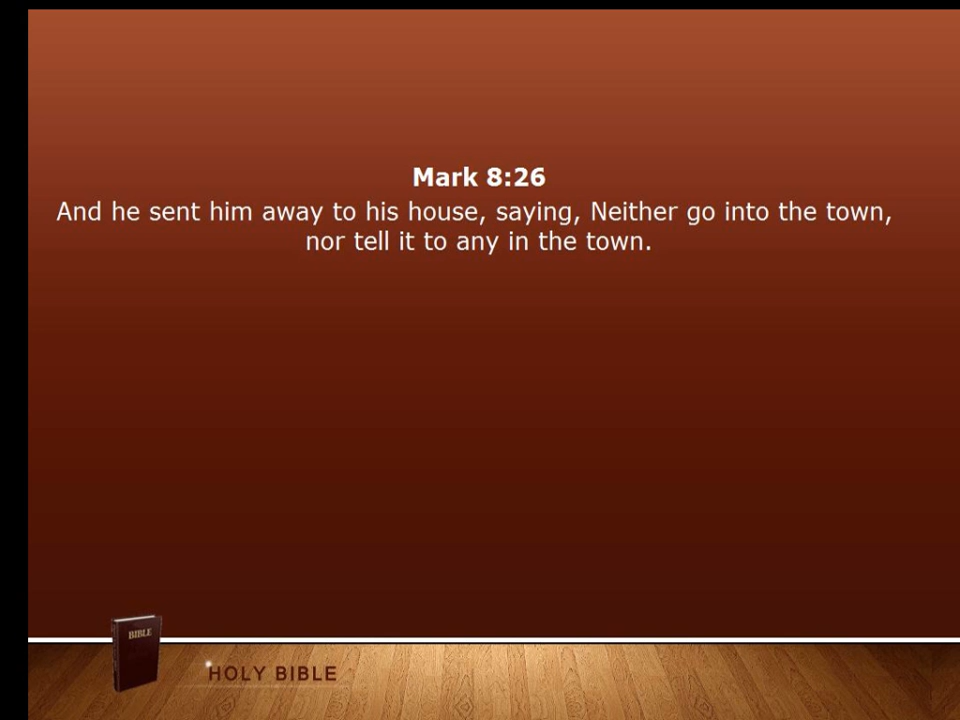 Mark 8:26
And he sent him away to his house, saying, Neither go into the town,
nor tell it to any in the town.
BIBLE
HOLY BIBLE